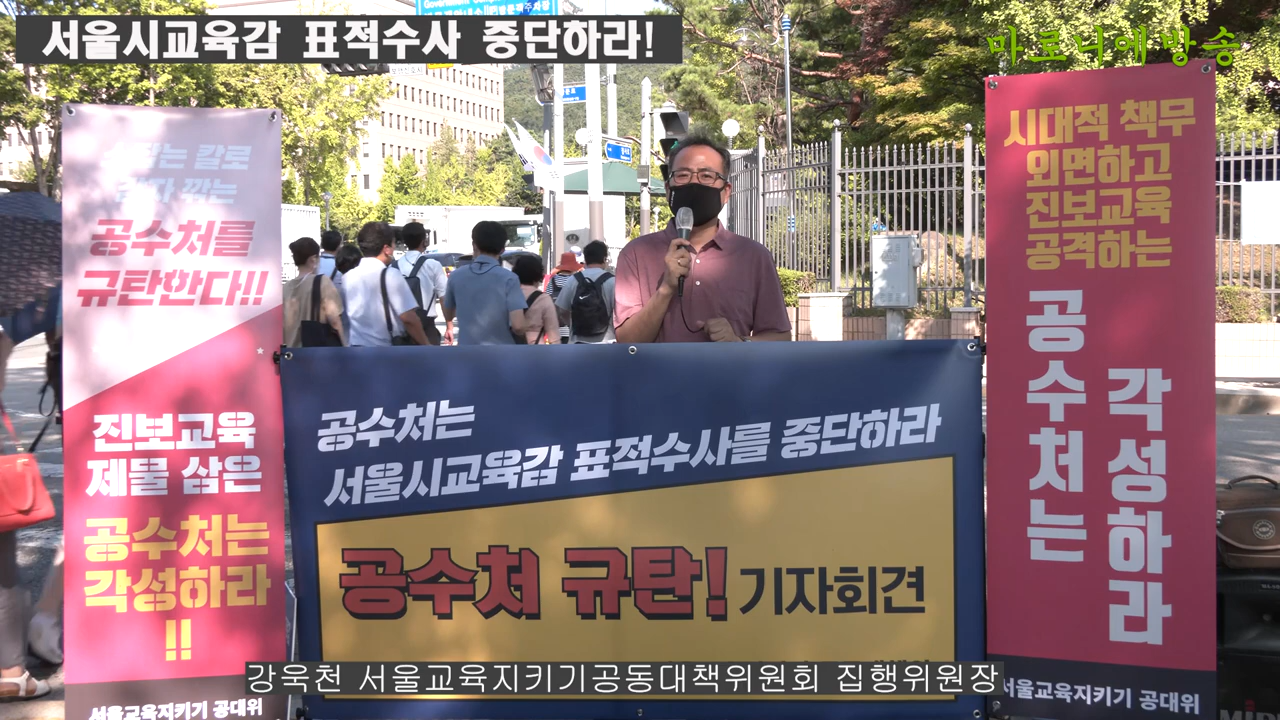 서울시교육감 표적수사 중단하라!
마로니에방송
Government Complex
는 칼로
깎는
공수처를
규탄한다!!
진보교육
제물 삼은
공수처는
각성하라
!!
서울교육지키기 공대위
공수처는
서울시교육감 표적수사를 중단하라
공수처 규탄!
기자회견
시대적 책무
외면하고
진보교육
공격하는
공수처는
각성하라
서울교육지키기 공대위
강욱천 서울교육지키기공동대책위원회 집행위원장